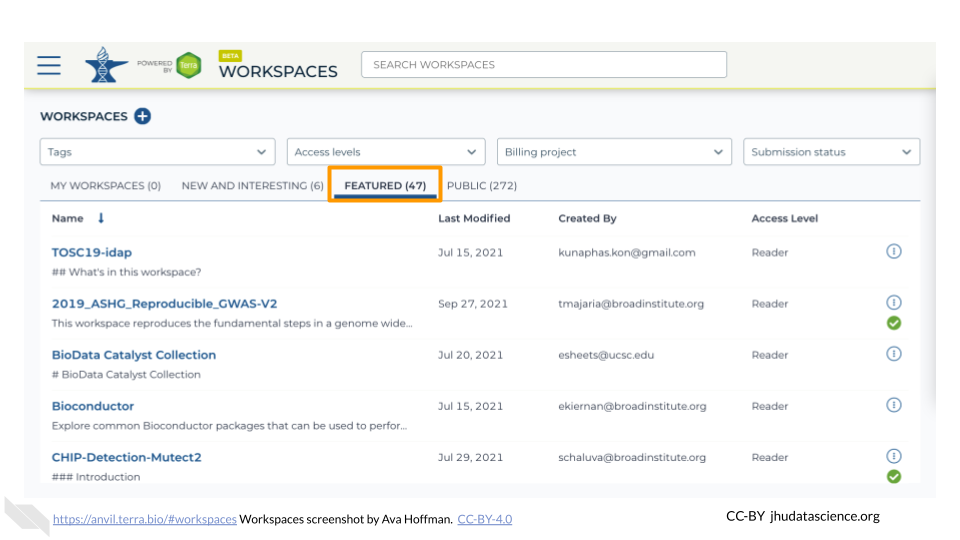 POWERED BY Terra
BETA
WORKSPACES
SEARCH WORKSPACES
WORKSPACES
Tags Access levels Billing project Submission status
MY WORKSPACES (0) NEW AND INTERESTING (6) FEATURED (47) PUBLIC (272)
Name ↓ Last Modified Created By Access Level
TOSC19-idap Jul 15, 2021 kunaphas.kon@gmail.com Reader
## What's in this workspace?
2019_ASHG_Reproducible_GWAS-V2 Sep 27, 2021 tmajaria@broadinstitute.org Reader
This workspace reproduces the fundamental steps in a genome wide...
BioData Catalyst Collection Jul 20, 2021 esheets@ucsc.edu Reader
# BioData Catalyst Collection
Bioconductor Jul 15, 2021 ekiernan@broadinstitute.org Reader
Explore common Bioconductor packages that can be used to perfor...
CHIP-Detection-Mutect2 Jul 29, 2021 schaluva@broadinstitute.org Reader
### Introduction
https://anvil.terra.bio/#workspaces Workspaces screenshot by Ava Hoffman. CC-BY-4.0
CC-BY jhudatascience.org